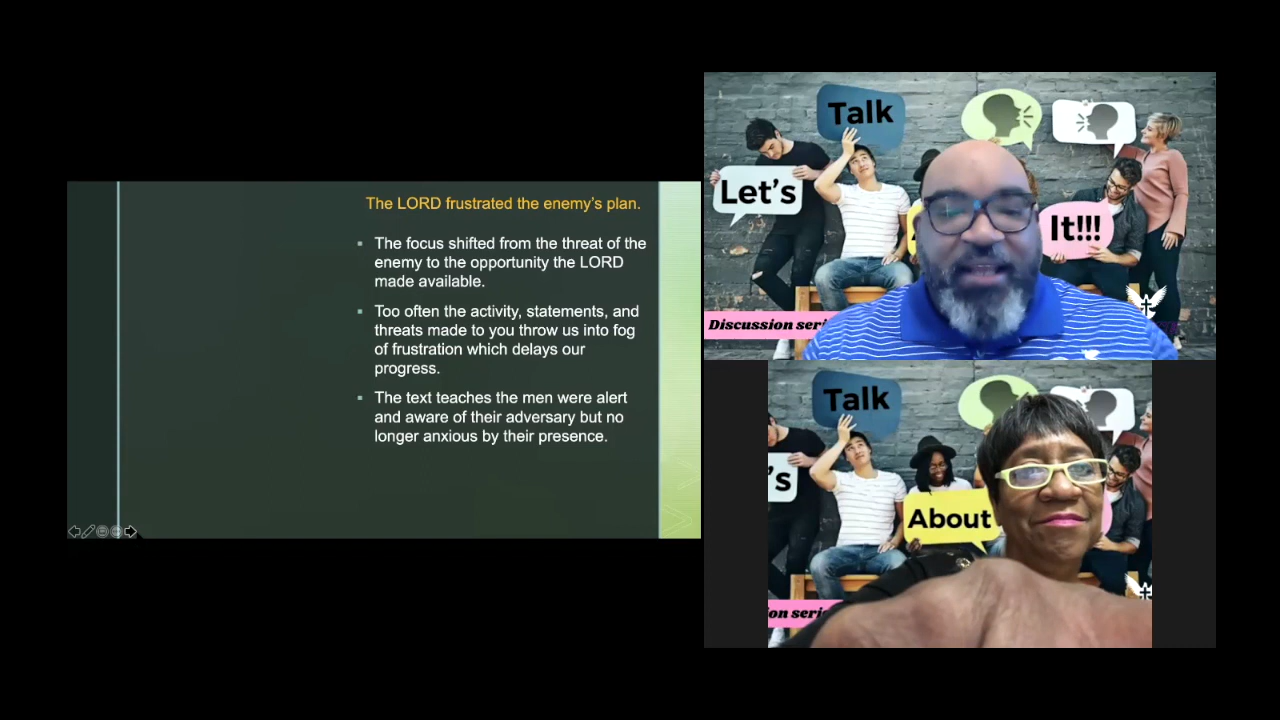 The LORD frustrated the enemy's plan.
▪ The focus shifted from the threat of the
enemy to the opportunity the LORD
made available.
▪ Too often the activity, statements, and
threats made to you throw us into fog
of frustration which delays our
progress.
▪ The text teaches the men were alert
and aware of their adversary but no
longer anxious by their presence.
Talk
Let's
It!!!
Discussion seri
Talk
's
About
on serie